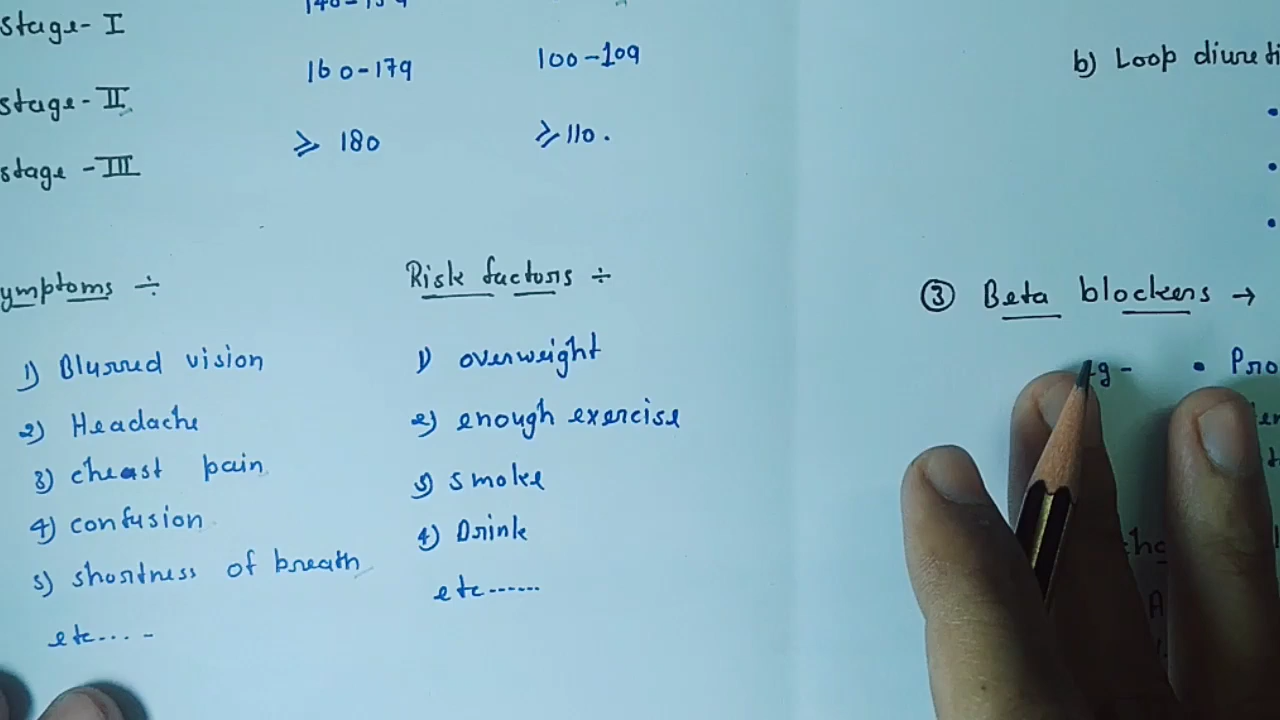 stage- I
160-179 100-109
stage- II
≥ 180 ≥ 110.
stage -III
ymptoms ÷
1) Blurred vision
2) Headache
3) cheast pain
4) confusion
5) shortness of breath
etc.... -
Risk factors ÷
1) overweight
2) enough exercise
3) smoke
4) Drink
etc......
b) Loop diureti
③ Beta blockers →
• Pro